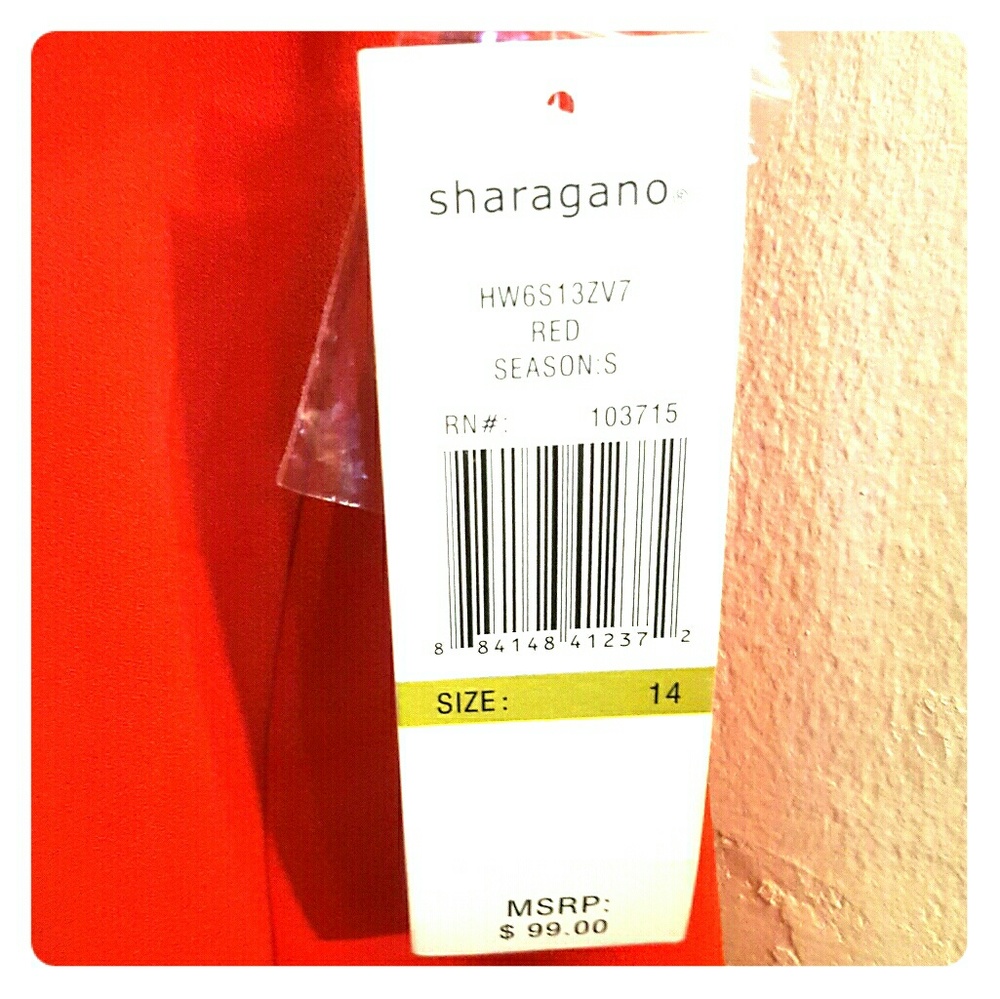 sharagano®
HW6S13ZV7
RED
SEASON:S
RN#: 103715
8 84148 41237 2
SIZE: 14
MSRP:
$ 99.00